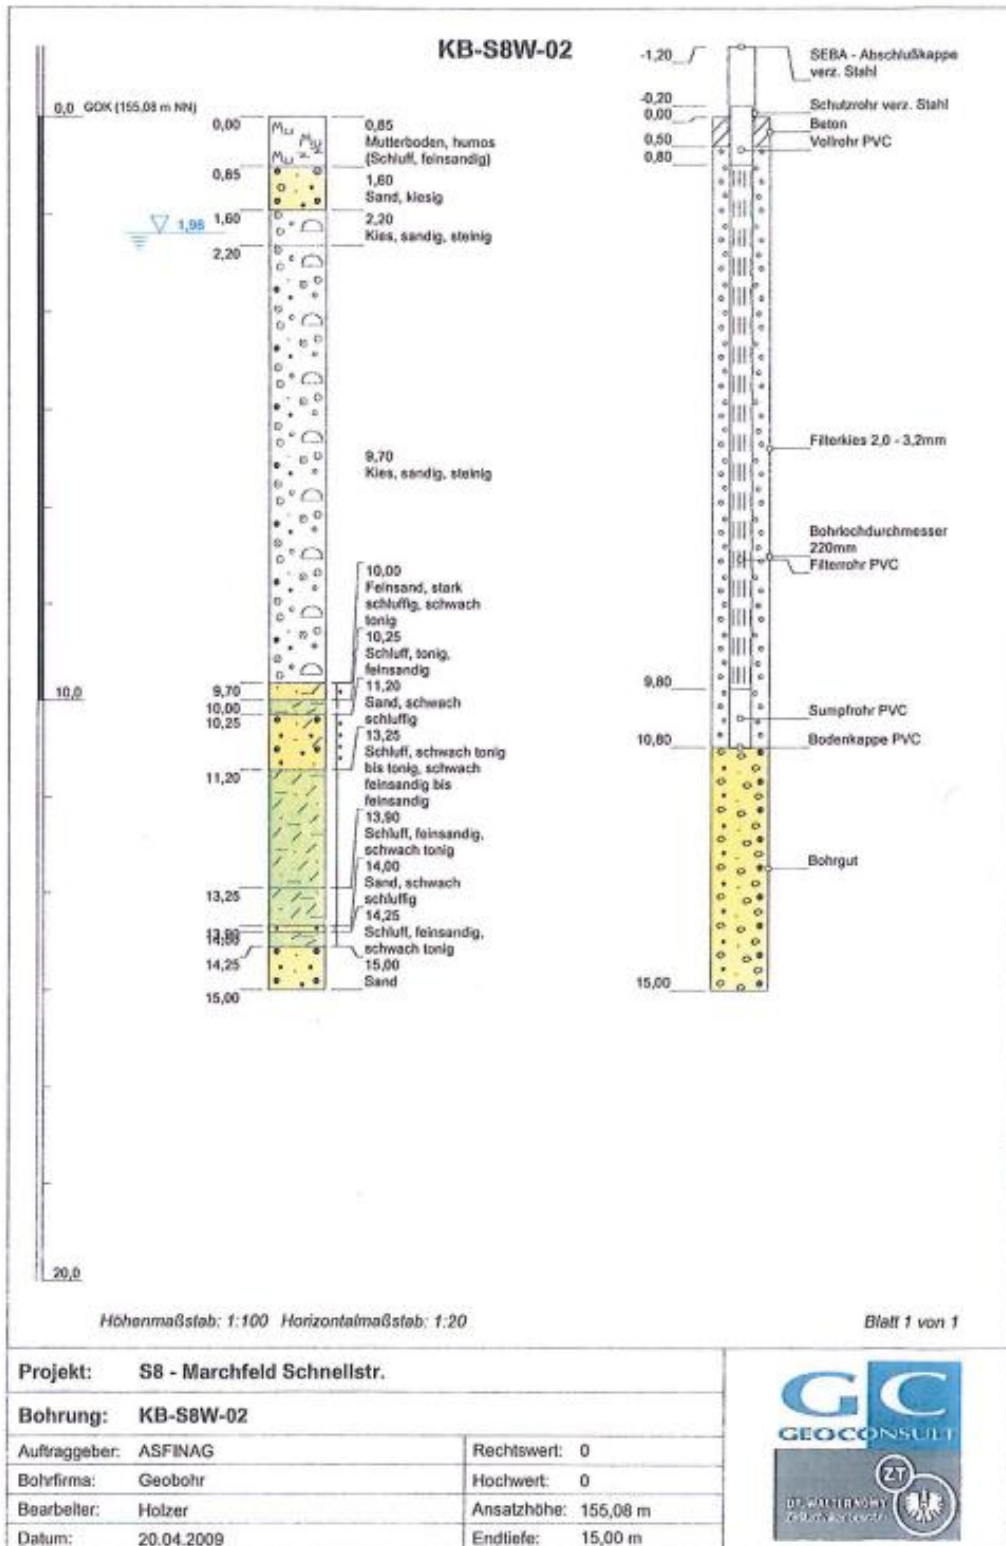 KB-S8W-02
0,0 GOK (155,08 m NN)
10,0
20,0
1,98
0,00
0,85
1,60
2,20
9,70
10,00
10,25
11,20
13,25
13,90
14,00
14,25
15,00
0,85
Mutterboden, humos
(Schluff, feinsandig)
1,60
Sand, kiesig
2,20
Kies, sandig, steinig
9,70
Kies, sandig, steinig
10,00
Feinsand, stark
schluffig, schwach
tonig
10,25
Schluff, tonig,
feinsandig
11,20
Sand, schwach
schluffig
13,25
Schluff, schwach tonig
bis tonig, schwach
feinsandig bis
feinsandig
13,90
Schluff, feinsandig,
schwach tonig
14,00
Sand, schwach
schluffig
14,25
Schluff, feinsandig,
schwach tonig
15,00
Sand
-1,20
-0,20
0,00
0,50
0,80
9,80
10,80
15,00
SEBA - Abschlußkappe
verz. Stahl
Schutzrohr verz. Stahl
Beton
Vollrohr PVC
Filterkies 2,0 - 3,2mm
Bohrlochdurchmesser
220mm
Filterrohr PVC
Sumpfrohr PVC
Bodenkappe PVC
Bohrgut
Höhenmaßstab: 1:100 Horizontalmaßstab: 1:20
Blatt 1 von 1
Projekt: S8 - Marchfeld Schnellstr.
Bohrung: KB-S8W-02
Auftraggeber: ASFINAG
Rechtswert: 0
Bohrfirma: Geobohr
Hochwert: 0
Bearbeiter: Holzer
Ansatzhöhe: 155,08 m
Datum: 20.04.2009
Endtiefe: 15,00 m
GC
GEOCONSULT
ZT